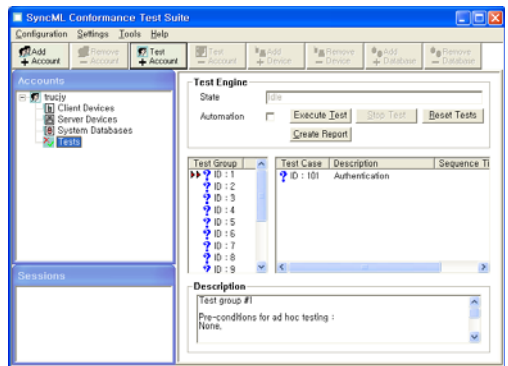 SyncML Conformance Test Suite
Configuration Settings Tools Help
Add Account
Remove Account
Test Account
Test Account
Add Device
Remove Device
Add Database
Remove Database
Accounts
trucjy
Client Devices
Server Devices
System Databases
Tests
Sessions
Test Engine
State Idle
Automation Execute Test Stop Test Reset Tests
Create Report
Test Group
ID : 1
ID : 2
ID : 3
ID : 4
ID : 5
ID : 6
ID : 7
ID : 8
ID : 9
Test Case Description Sequence Ti
ID : 101 Authentication
Description
Test group #1
Pre-conditions for ad hoc testing :
None.